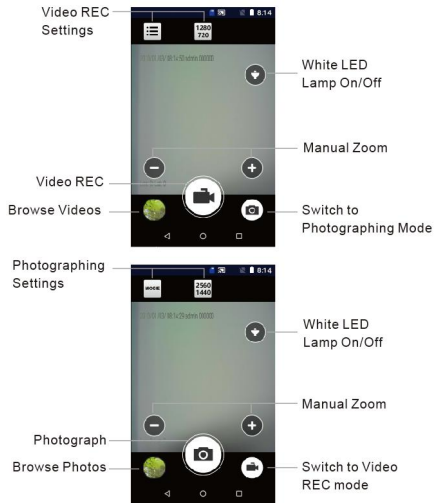 Video REC
Settings
8:14
1280
720
White LED
Lamp On/Off
Manual Zoom
Video REC
Browse Videos
Switch to
Photographing Mode
Photographing
Settings
8:14
MODE
2560
1440
White LED
Lamp On/Off
Manual Zoom
Photograph
Browse Photos
Switch to Video
REC mode